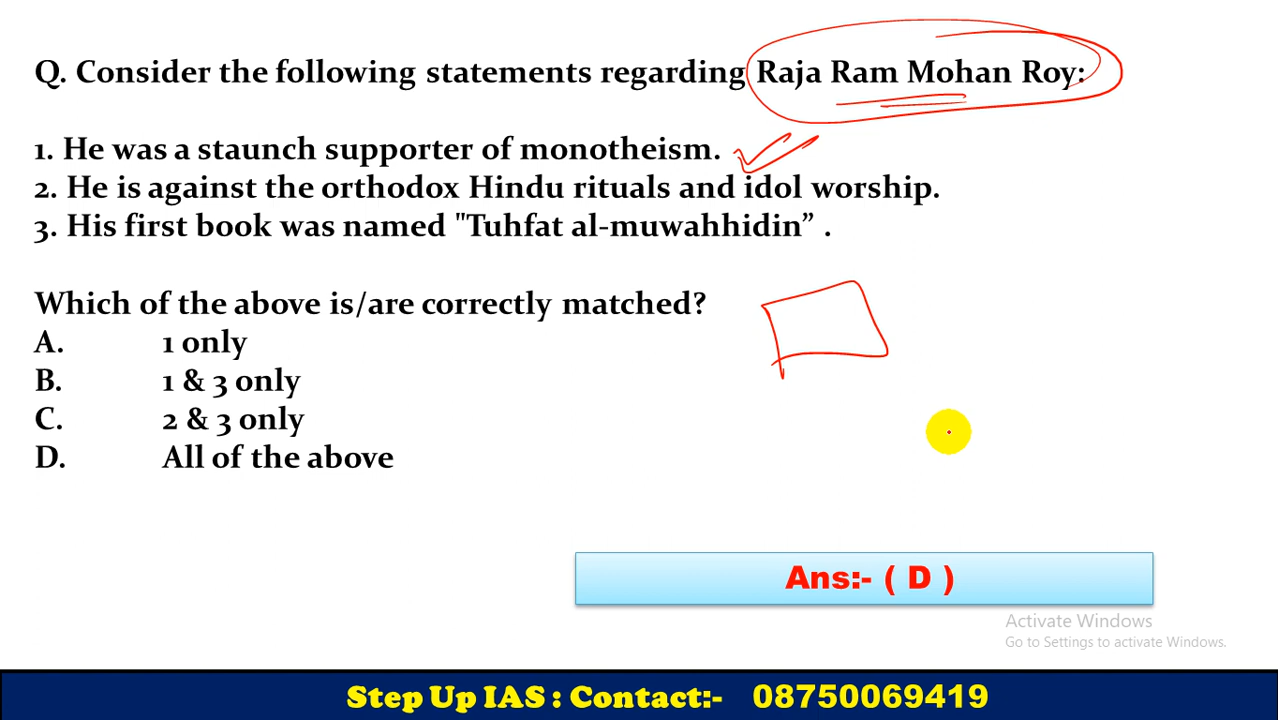 Q. Consider the following statements regarding Raja Ram Mohan Roy:
1. He was a staunch supporter of monotheism.
2. He is against the orthodox Hindu rituals and idol worship.
3. His first book was named "Tuhfat al-muwahhidin” .
Which of the above is/are correctly matched?
A. 1 only
B. 1 & 3 only
C. 2 & 3 only
D. All of the above
Ans:- ( D )
Activate Windows
Go to Settings to activate Windows.
Step Up IAS : Contact:- 08750069419